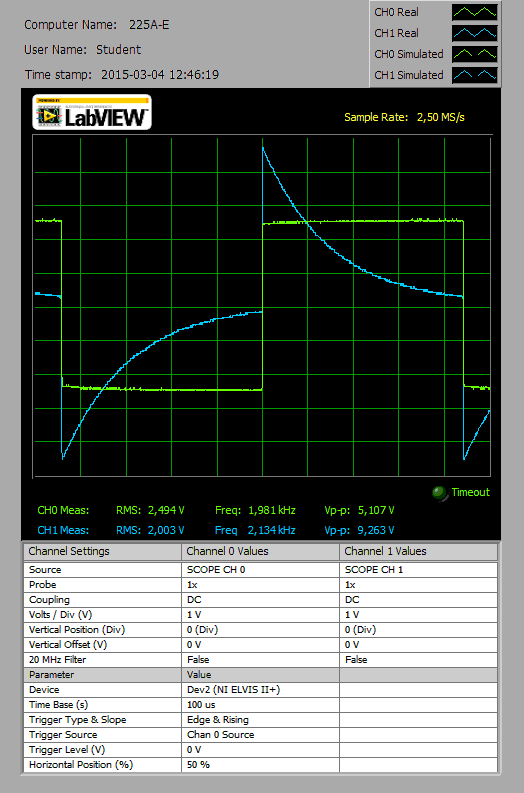 Computer Name: 225A-E
User Name: Student
Time stamp: 2015-03-04 12:46:19
CH0 Real
CH1 Real
CH0 Simulated
CH1 Simulated
POWERED BY
LabVIEW
Sample Rate: 2,50 MS/s
Timeout
CH0 Meas: RMS: 2,494 V Freq: 1,981 kHz Vp-p: 5,107 V
CH1 Meas: RMS: 2,003 V Freq 2,134 kHz Vp-p: 9,263 V
Channel Settings Channel 0 Values Channel 1 Values
Source SCOPE CH 0 SCOPE CH 1
Probe 1x 1x
Coupling DC DC
Volts / Div (V) 1 V 1 V
Vertical Position (Div) 0 (Div) 0 (Div)
Vertical Offset (V) 0 V 0 V
20 MHz Filter False False
Parameter Value
Device Dev2 (NI ELVIS II+)
Time Base (s) 100 us
Trigger Type & Slope Edge & Rising
Trigger Source Chan 0 Source
Trigger Level (V) 0 V
Horizontal Position (%) 50 %